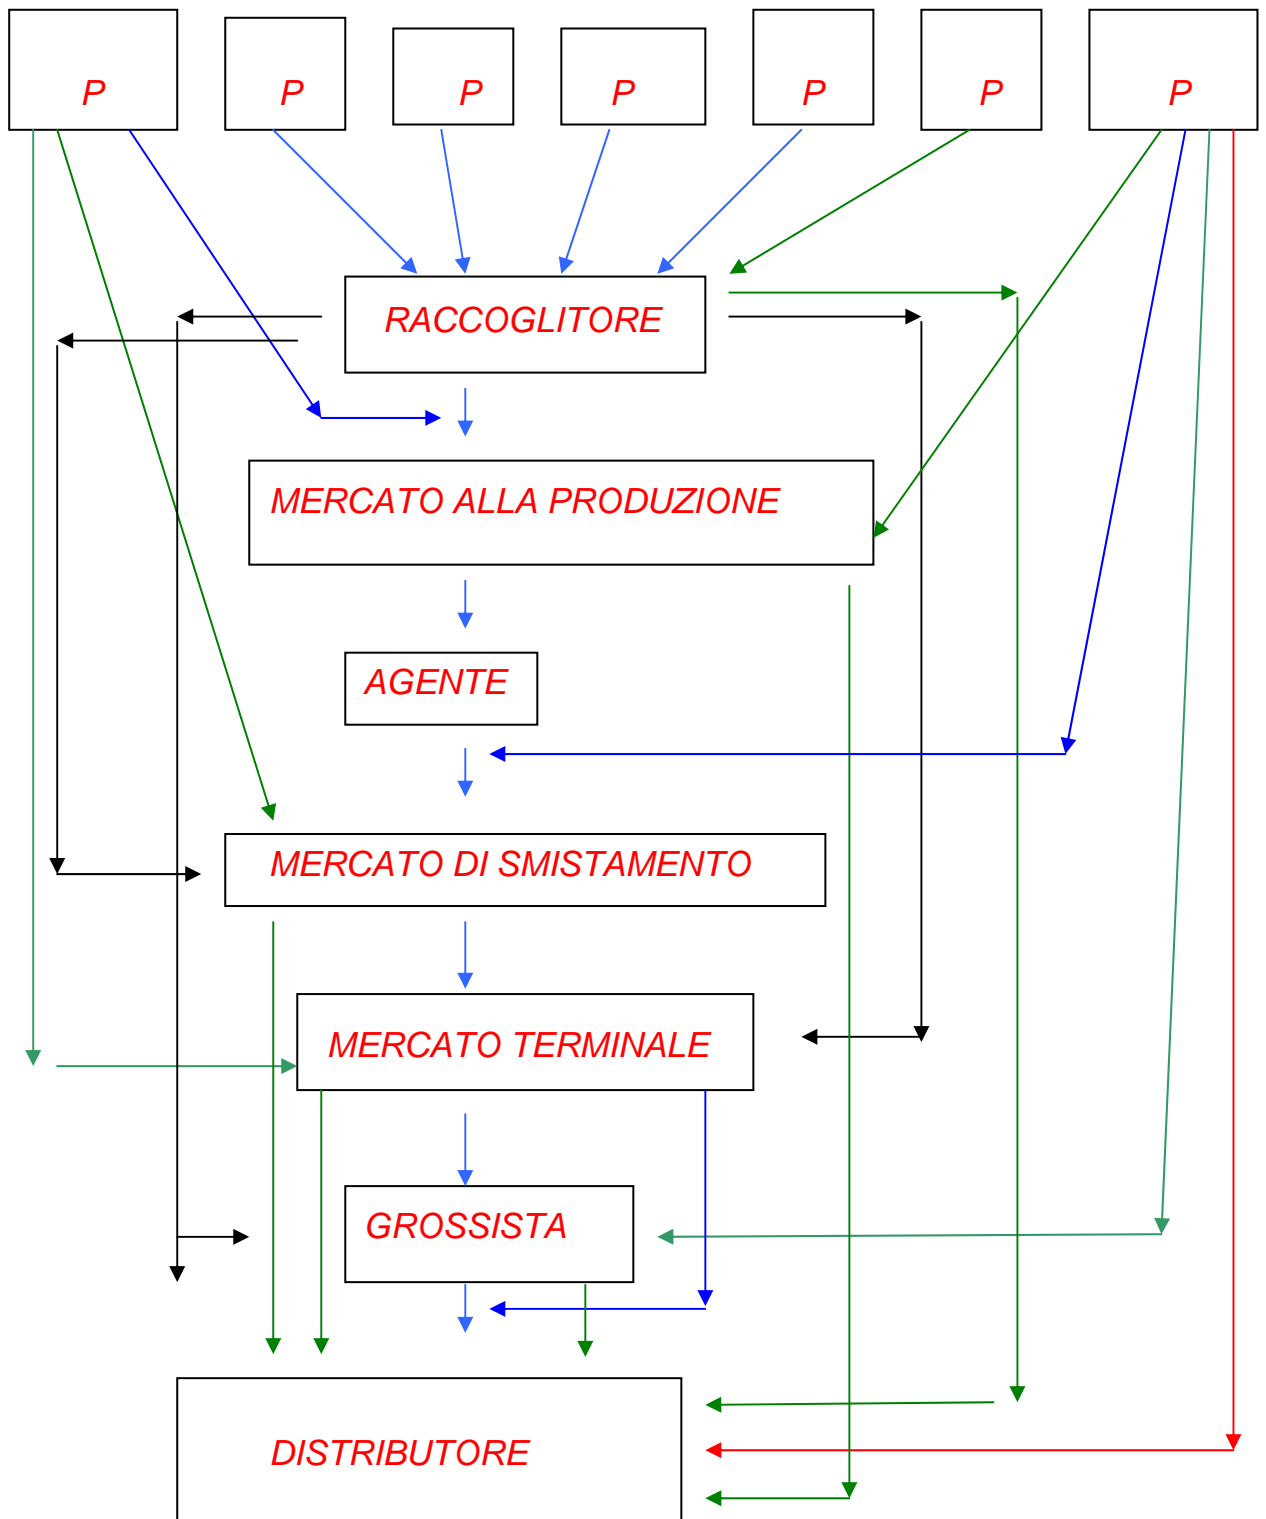 P P P P P P P
RACCOGLITORE
MERCATO ALLA PRODUZIONE
AGENTE
MERCATO DI SMISTAMENTO
MERCATO TERMINALE
GROSSISTA
DISTRIBUTORE